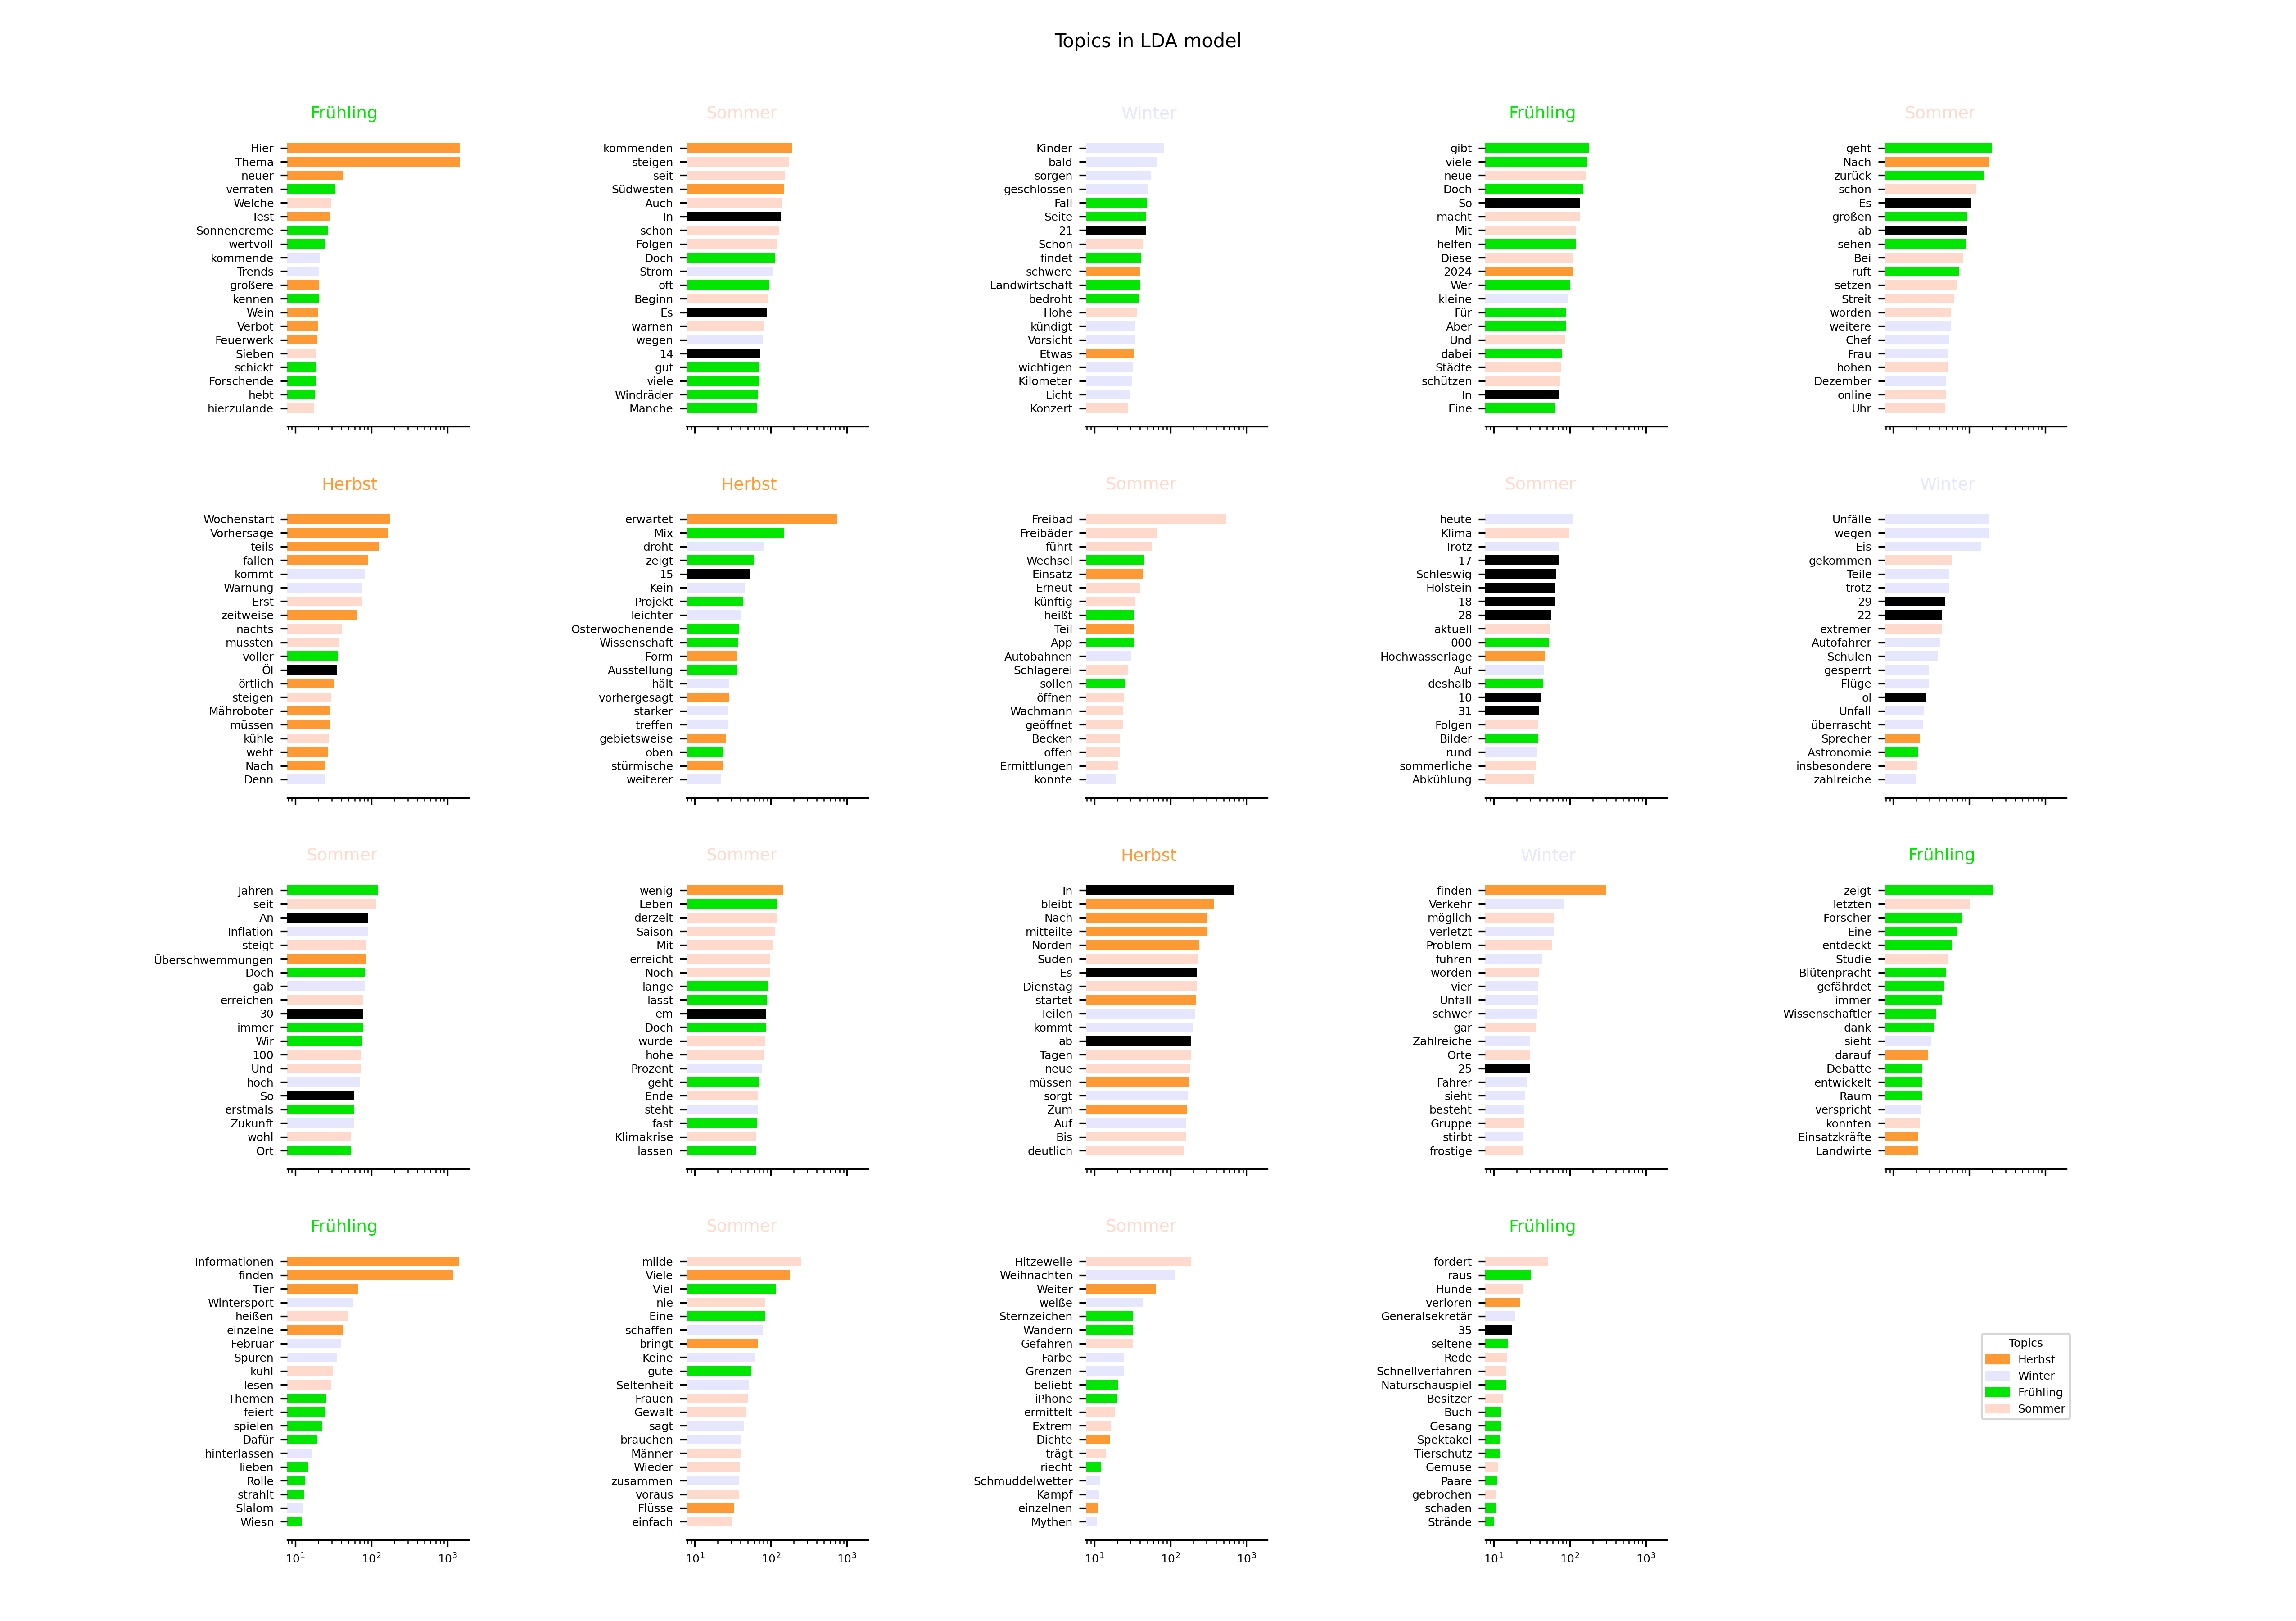 Topics in LDA model
Frühling
Hier
Thema
neuer
verraten
Welche
Test
Sonnencreme
wertvoll
kommende
Trends
größere
kennen
Wein
Verbot
Feuerwerk
Sieben
schickt
Forschende
hebt
hierzulande
Sommer
kommenden
steigen
seit
Südwesten
Auch
In
schon
Folgen
Doch
Strom
oft
Beginn
Es
warnen
wegen
14
gut
viele
Windräder
Manche
Winter
Kinder
bald
sorgen
geschlossen
Fall
Seite
21
Schon
findet
schwere
Landwirtschaft
bedroht
Hohe
kündigt
Vorsicht
Etwas
wichtigen
Kilometer
Licht
Konzert
Frühling
gibt
viele
neue
Doch
So
macht
Mit
helfen
Diese
2024
Wer
kleine
Für
Aber
Und
dabei
Städte
schützen
In
Eine
Sommer
geht
Nach
zurück
schon
Es
großen
ab
sehen
Bei
ruft
setzen
Streit
worden
weitere
Chef
Frau
hohen
Dezember
online
Uhr
Herbst
Wochenstart
Vorhersage
teils
fallen
kommt
Warnung
Erst
zeitweise
nachts
mussten
voller
Öl
örtlich
steigen
Mähroboter
müssen
kühle
weht
Nach
Denn
Herbst
erwartet
Mix
droht
zeigt
15
Kein
Projekt
leichter
Osterwochenende
Wissenschaft
Form
Ausstellung
hält
vorhergesagt
starker
treffen
gebietsweise
oben
stürmische
weiterer
Sommer
Freibad
Freibäder
führt
Wechsel
Einsatz
Erneut
künftig
heißt
Teil
App
Autobahnen
Schlägerei
sollen
öffnen
Wachmann
geöffnet
Becken
offen
Ermittlungen
konnte
Sommer
heute
Klima
Trotz
17
Schleswig
Holstein
18
28
aktuell
000
Hochwasserlage
Auf
deshalb
10
31
Folgen
Bilder
rund
sommerliche
Abkühlung
Winter
Unfälle
wegen
Eis
gekommen
Teile
trotz
29
22
extremer
Autofahrer
Schulen
gesperrt
Flüge
ol
Unfall
überrascht
Sprecher
Astronomie
insbesondere
zahlreiche
Sommer
Jahren
seit
An
Inflation
steigt
Überschwemmungen
Doch
gab
erreichen
30
immer
Wir
100
Und
hoch
So
erstmals
Zukunft
wohl
Ort
Sommer
wenig
Leben
derzeit
Saison
Mit
erreicht
Noch
lange
lässt
em
Doch
wurde
hohe
Prozent
geht
Ende
steht
fast
Klimakrise
lassen
Herbst
In
bleibt
Nach
mitteilte
Norden
Süden
Es
Dienstag
startet
Teilen
kommt
ab
Tagen
neue
müssen
sorgt
Zum
Auf
Bis
deutlich
Winter
finden
Verkehr
möglich
verletzt
Problem
führen
worden
vier
Unfall
schwer
gar
Zahlreiche
Orte
25
Fahrer
sieht
besteht
Gruppe
stirbt
frostige
Frühling
zeigt
letzten
Forscher
Eine
entdeckt
Studie
Blütenpracht
gefährdet
immer
Wissenschaftler
dank
sieht
darauf
Debatte
entwickelt
Raum
verspricht
konnten
Einsatzkräfte
Landwirte
Frühling
Informationen
finden
Tier
Wintersport
heißen
einzelne
Februar
Spuren
kühl
lesen
Themen
feiert
spielen
Dafür
hinterlassen
lieben
Rolle
strahlt
Slalom
Wiesn
10¹ 10² 10³
Sommer
milde
Viele
Viel
nie
Eine
schaffen
bringt
Keine
gute
Seltenheit
Frauen
Gewalt
sagt
brauchen
Männer
Wieder
zusammen
voraus
Flüsse
einfach
10¹ 10² 10³
Sommer
Hitzewelle
Weihnachten
Weiter
weiße
Sternzeichen
Wandern
Gefahren
Farbe
Grenzen
beliebt
iPhone
ermittelt
Extrem
Dichte
trägt
riecht
Schmuddelwetter
Kampf
einzelnen
Mythen
10¹ 10² 10³
Frühling
fordert
raus
Hunde
verloren
Generalsekretär
35
seltene
Rede
Schnellverfahren
Naturschauspiel
Besitzer
Buch
Gesang
Spektakel
Tierschutz
Gemüse
Paare
gebrochen
schaden
Strände
10¹ 10² 10³
Topics
Herbst
Winter
Frühling
Sommer